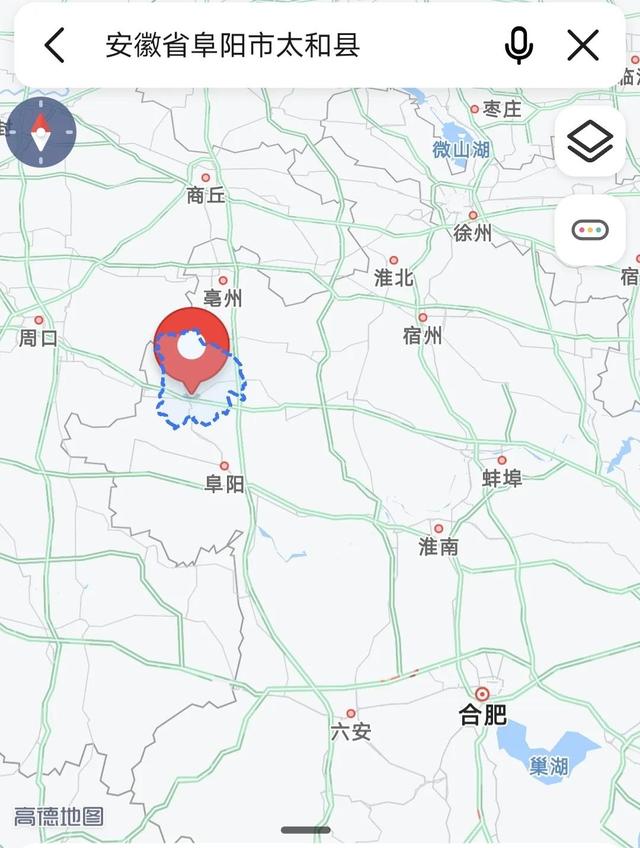 安徽省阜阳市太和县
枣庄
微山湖
商丘
徐州
淮北
亳州
宿州
周口
阜阳
蚌埠
淮南
合肥
六安
巢湖
高德地图